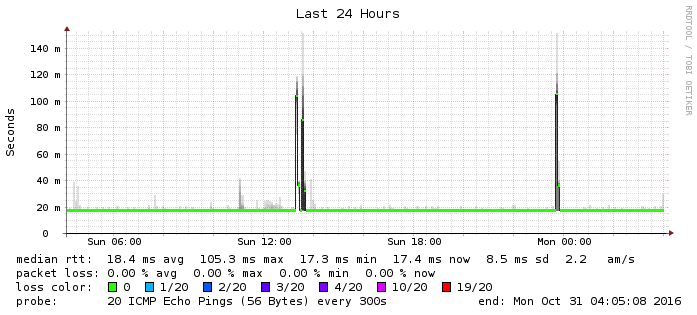 Last 24 Hours
RRDTOOL / TOBI OETIKER
Seconds
140 m
120 m
100 m
80 m
60 m
40 m
20 m
0
Sun 06:00 Sun 12:00 Sun 18:00 Mon 00:00
median rtt: 18.4 ms avg 105.3 ms max 17.3 ms min 17.4 ms now 8.5 ms sd 2.2 am/s
packet loss: 0.00 % avg 0.00 % max 0.00 % min 0.00 % now
loss color: 0 1/20 2/20 3/20 4/20 10/20 19/20
probe: 20 ICMP Echo Pings (56 Bytes) every 300s end: Mon Oct 31 04:05:08 2016